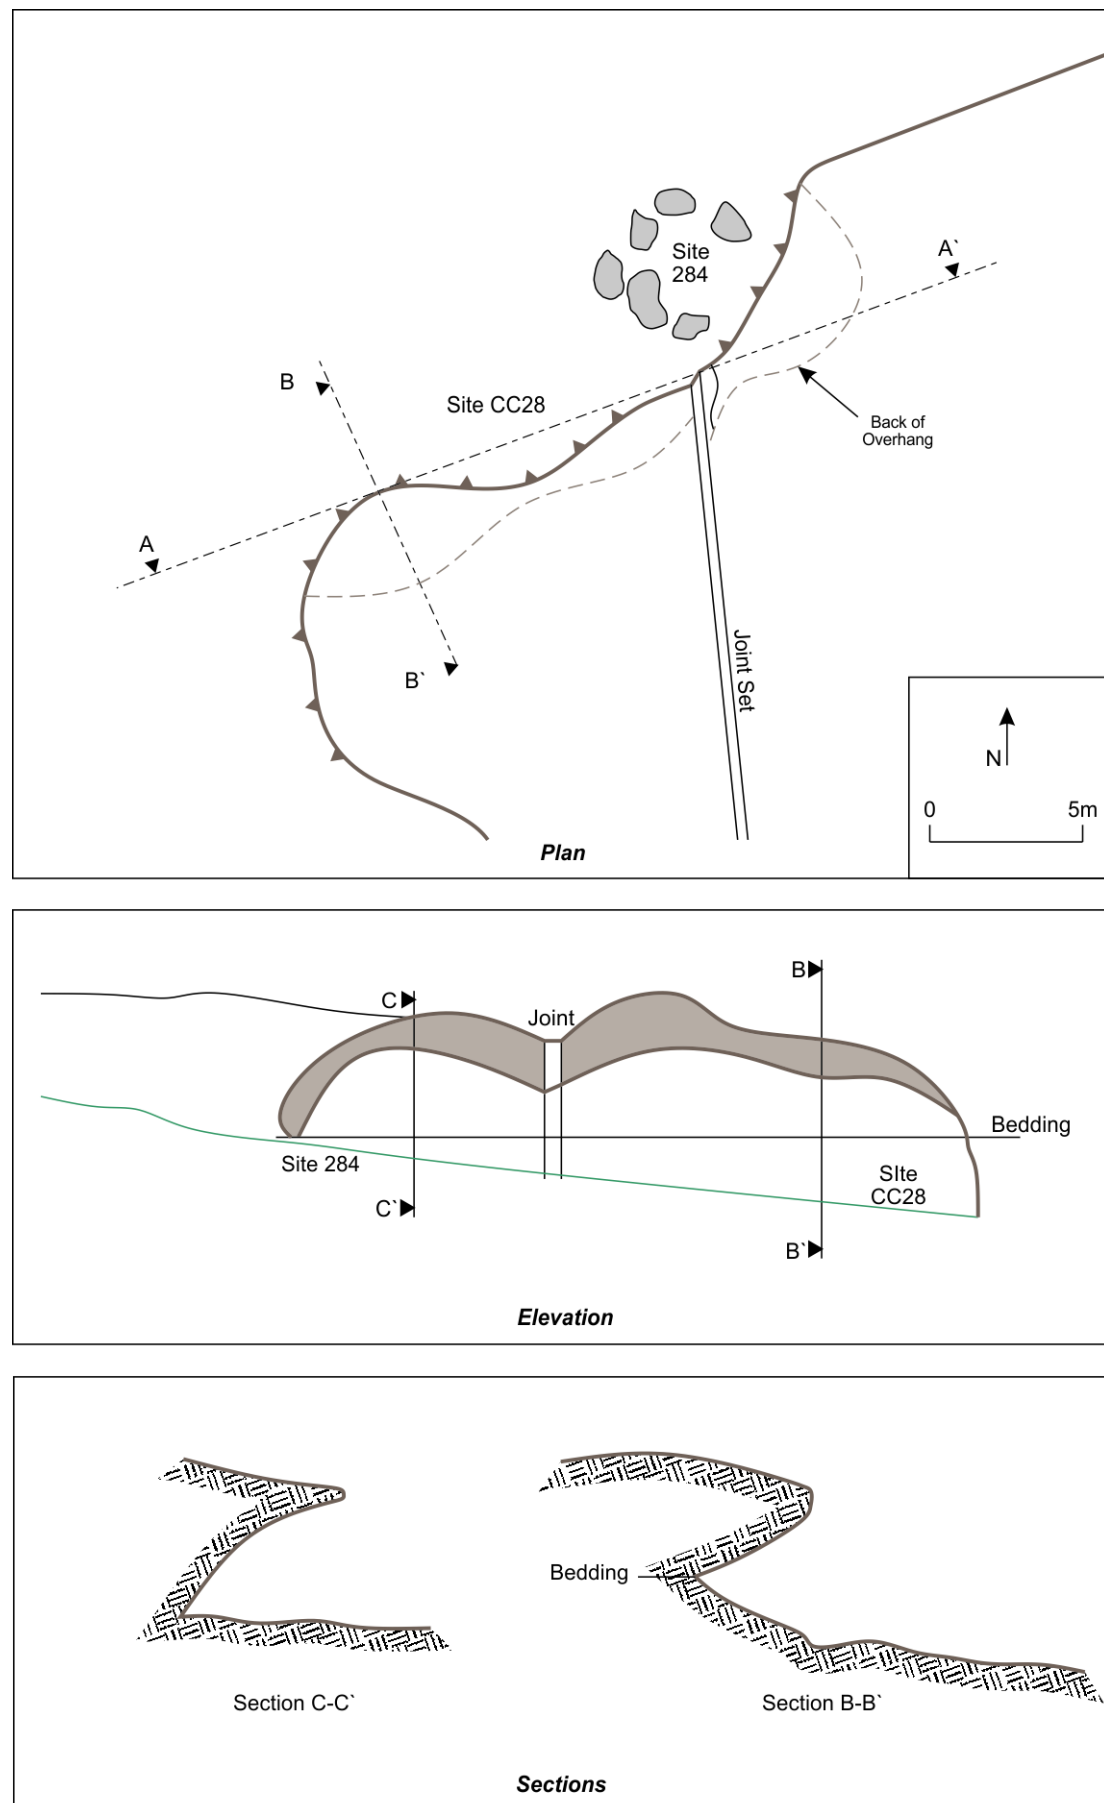 Site
284
A`
B
Site CC28
Back of
Overhang
A
B`
Joint Set
N
0 5m
Plan
B
C
Joint
Bedding
Site 284
SIte
CC28
C`
B`
Elevation
Bedding
Section C-C`
Section B-B`
Sections